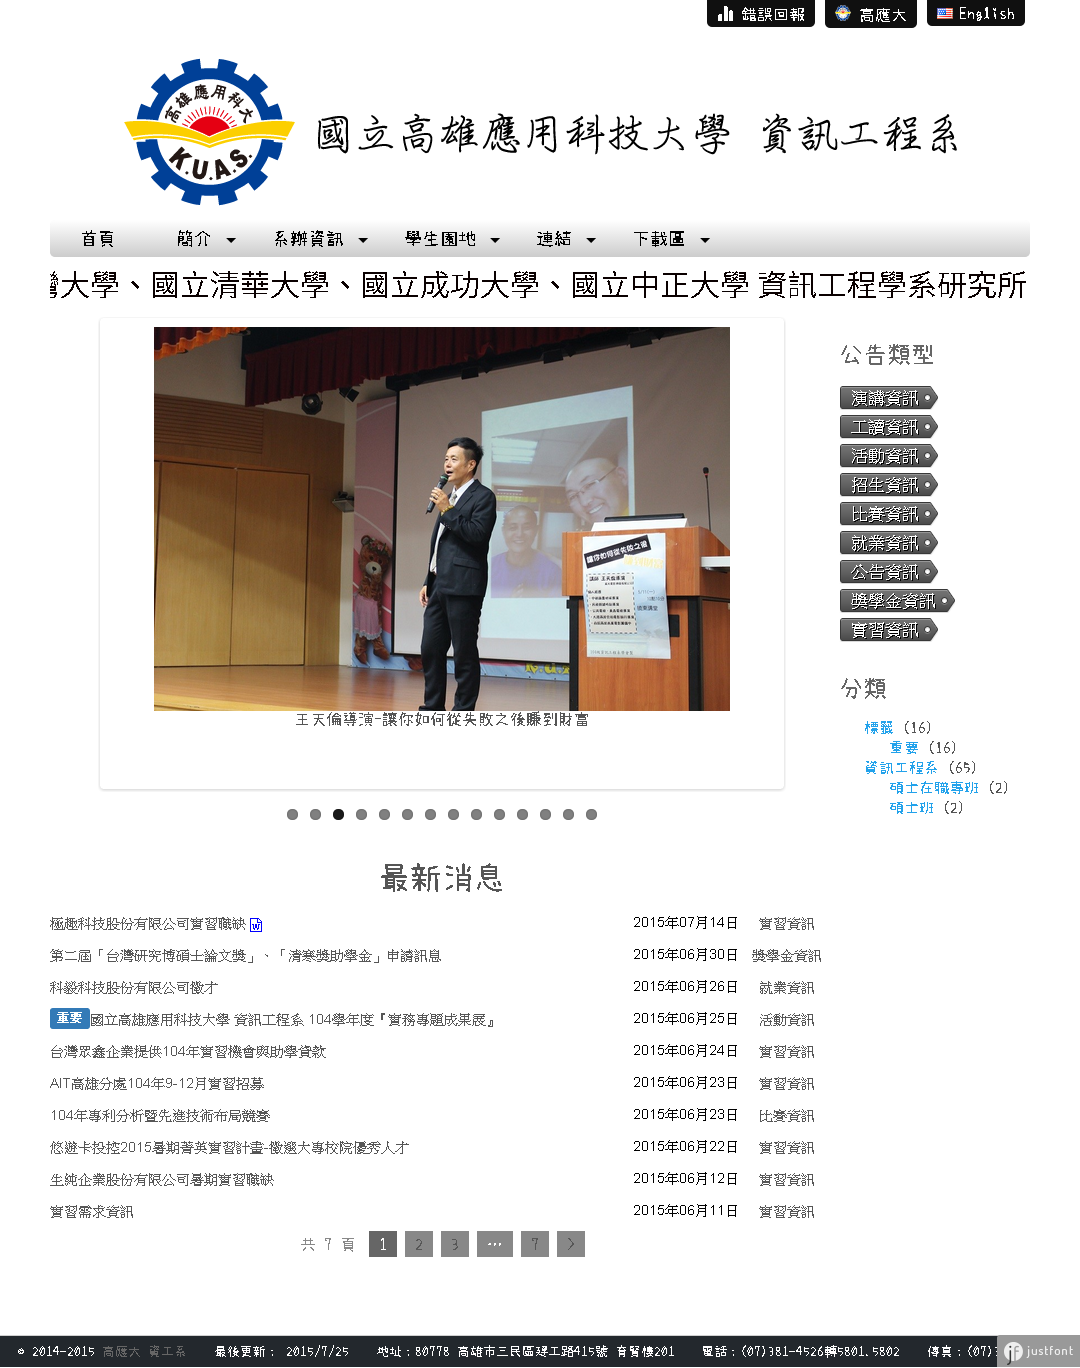 錯誤回報 高應大 English
高雄應用科大
K.U.A.S.
國立高雄應用科技大學 資訊工程系
首頁 簡介 系辦資訊 學生園地 連結 下載區
大學、國立清華大學、國立成功大學、國立中正大學 資訊工程學系研究所
讓你如何從失敗之後
王天倫導演-讓你如何從失敗之後賺到財富
公告類型
演講資訊
工讀資訊
活動資訊
招生資訊
比賽資訊
就業資訊
公告資訊
獎學金資訊
實習資訊
分類
標籤 (16)
重要 (16)
資訊工程系 (65)
碩士在職專班 (2)
碩士班 (2)
最新消息
極趣科技股份有限公司實習職缺 2015年07月14日 實習資訊
第二屆「台灣研究博碩士論文獎」、「清寒獎助學金」申請訊息 2015年06月30日 獎學金資訊
科毅科技股份有限公司徵才 2015年06月26日 就業資訊
重要 國立高雄應用科技大學 資訊工程系 104學年度『實務專題成果展』 2015年06月25日 活動資訊
台灣眾鑫企業提供104年實習機會與助學貸款 2015年06月24日 實習資訊
AIT高雄分處104年9-12月實習招募 2015年06月23日 實習資訊
104年專利分析暨先進技術布局競賽 2015年06月23日 比賽資訊
悠遊卡投控2015暑期菁英實習計畫-徵選大專校院優秀人才 2015年06月22日 實習資訊
生純企業股份有限公司暑期實習職缺 2015年06月12日 實習資訊
實習需求資訊 2015年06月11日 實習資訊
共 7 頁 1 2 3 … 7 >
© 2014-2015 高應大 資工系 最後更新： 2015/7/25 地址：80778 高雄市三民區建工路415號 育賢樓201 電話：(07)381-4526轉5801.5802 傳真：(07) justfont